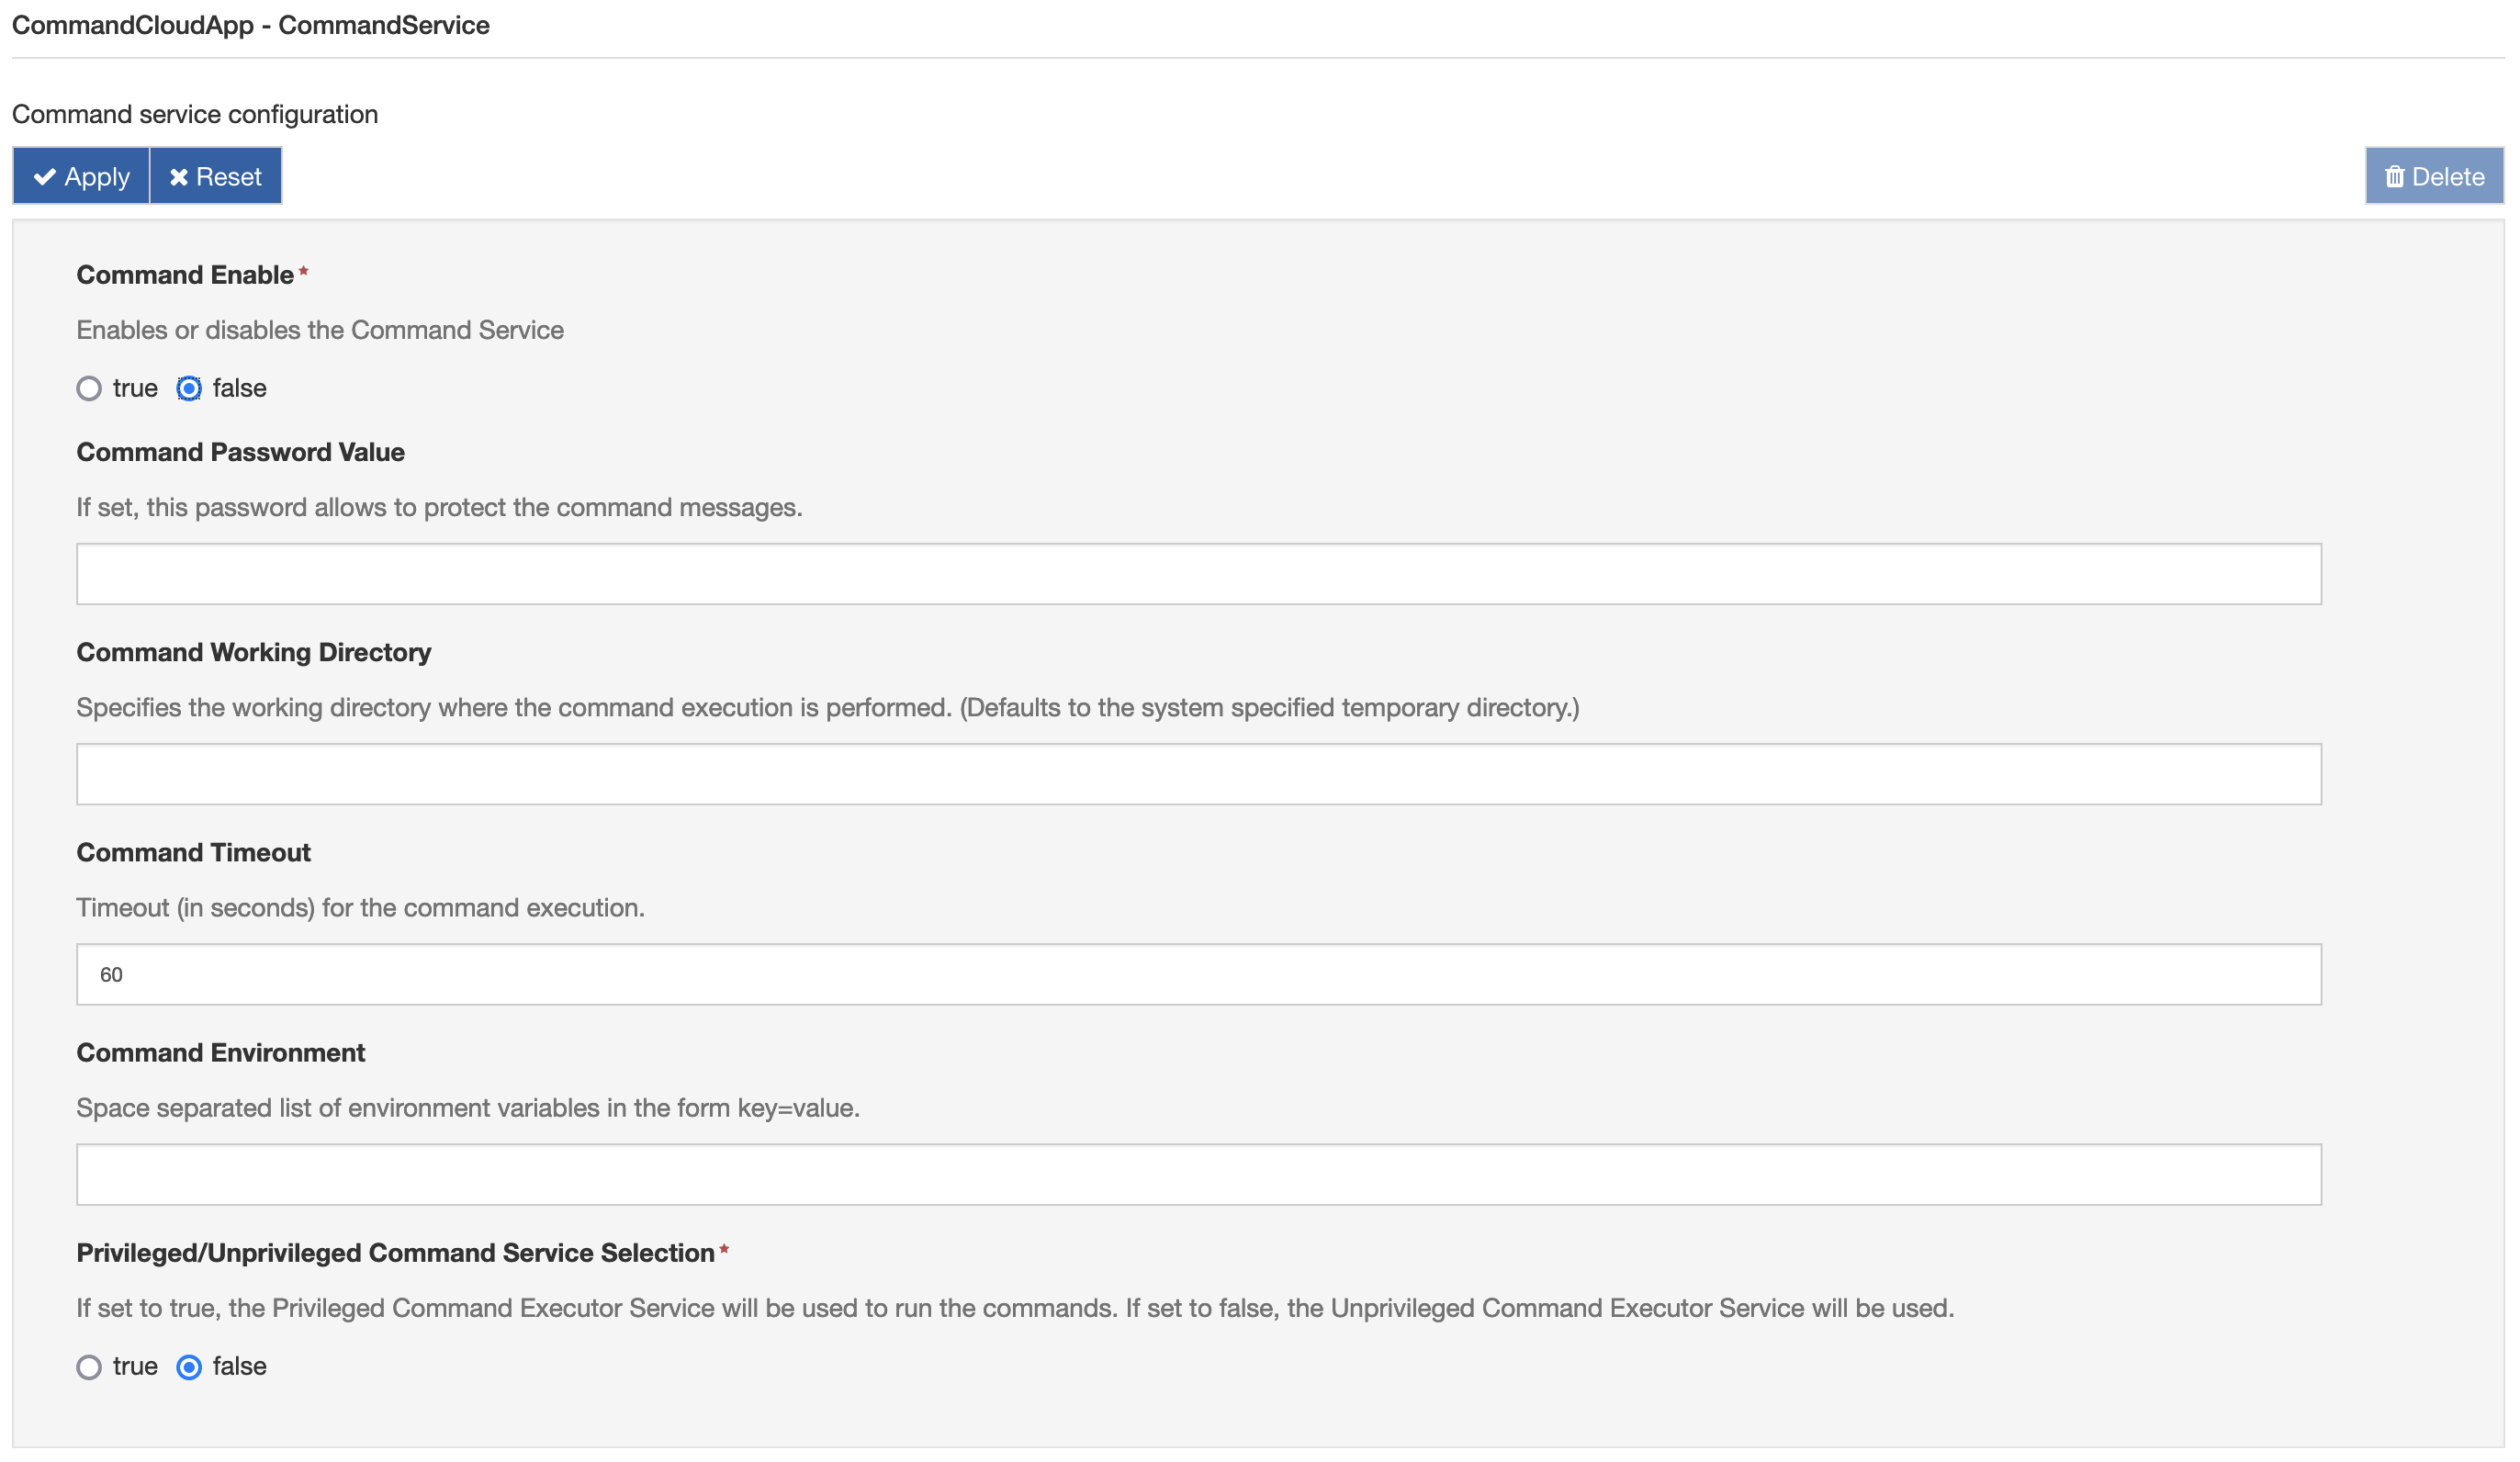 CommandCloudApp - CommandService
Command service configuration
Apply Reset Delete
Command Enable*
Enables or disables the Command Service
true false
Command Password Value
If set, this password allows to protect the command messages.
Command Working Directory
Specifies the working directory where the command execution is performed. (Defaults to the system specified temporary directory.)
Command Timeout
Timeout (in seconds) for the command execution.
60
Command Environment
Space separated list of environment variables in the form key=value.
Privileged/Unprivileged Command Service Selection*
If set to true, the Privileged Command Executor Service will be used to run the commands. If set to false, the Unprivileged Command Executor Service will be used.
true false